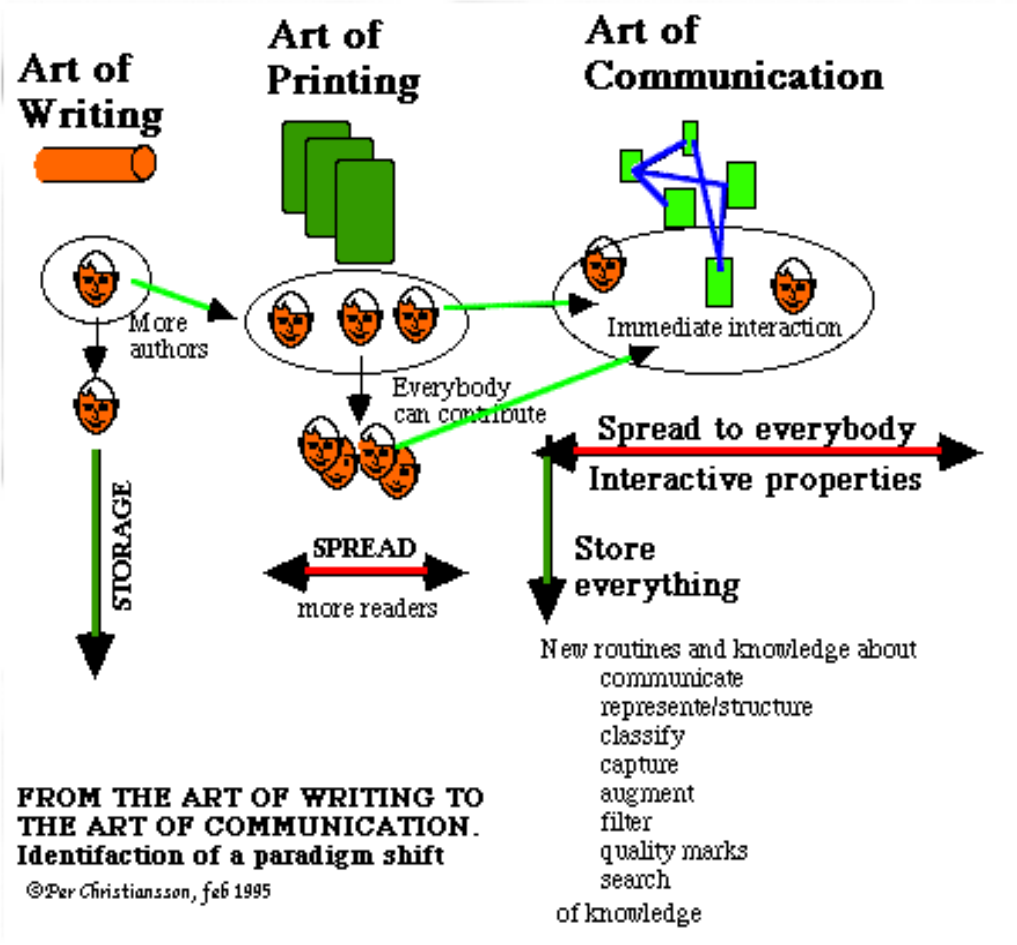 Art of
Writing
Art of
Printing
Art of
Communication
More
authors
Immediate interaction
Everybody
can contribute
STORAGE
SPREAD
more readers
Spread to everybody
Interactive properties
Store
everything
New routines and knowledge about
communicate
represente/structure
classify
capture
augment
filter
quality marks
search
of knowledge
FROM THE ART OF WRITING TO
THE ART OF COMMUNICATION.
Identifaction of a paradigm shift
©Per Christiansson, feb 1995